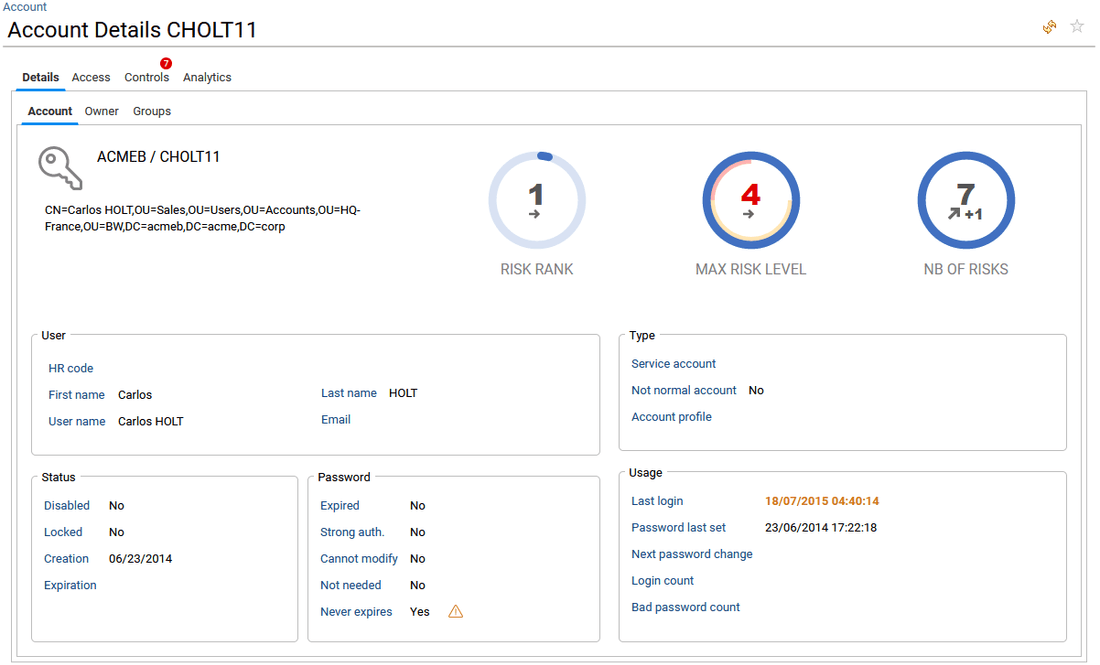 Account
Account Details CHOLT11
7
Details Access Controls Analytics
Account Owner Groups
ACMEB / CHOLT11
CN=Carlos HOLT,OU=Sales,OU=Users,OU=Accounts,OU=HQ-
France,OU=BW,DC=acmeb,DC=acme,DC=corp
1
RISK RANK
4
MAX RISK LEVEL
7
+1
NB OF RISKS
User
HR code
First name Carlos
Last name HOLT
User name Carlos HOLT
Email
Type
Service account
Not normal account No
Account profile
Status
Disabled No
Locked No
Creation 06/23/2014
Expiration
Password
Expired No
Strong auth. No
Cannot modify No
Not needed No
Never expires Yes
Usage
Last login 18/07/2015 04:40:14
Password last set 23/06/2014 17:22:18
Next password change
Login count
Bad password count